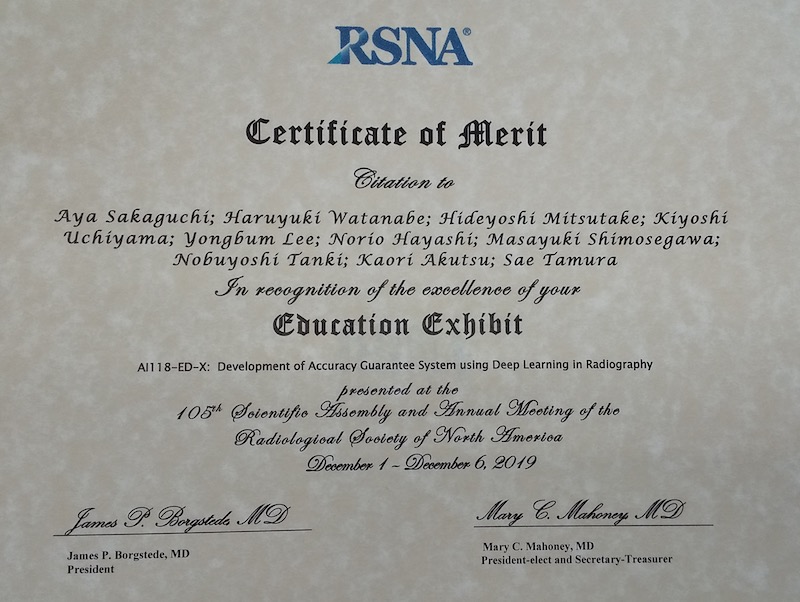 RSNA®
Certificate of Merit
Citation to
Aya Sakaguchi; Haruyuki Watanabe; Hideyoshi Mitsutake; Kiyoshi
Uchiyama; Yongbum Lee; Norio Hayashi; Masayuki Shimosegawa;
Nobuyoshi Tanki; Kaori Akutsu; Sae Tamura
In recognition of the excellence of your
Education Exhibit
AI118-ED-X: Development of Accuracy Guarantee System using Deep Learning in Radiography
presented at the
105th Scientific Assembly and Annual Meeting of the
Radiological Society of North America
December 1 – December 6, 2019
James P. Borgstede, MD
James P. Borgstede, MD
President
Mary C. Mahoney, MD
Mary C. Mahoney, MD
President-elect and Secretary-Treasurer